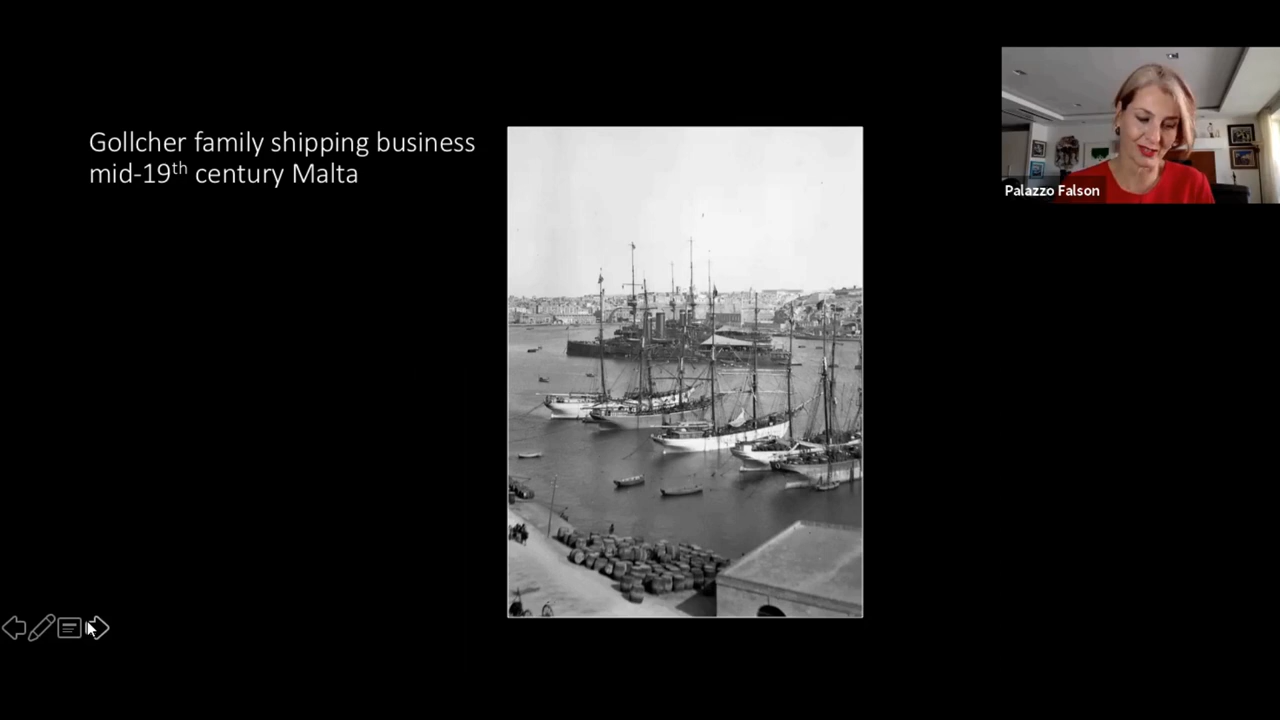 Gollcher family shipping business
mid-19th century Malta
Palazzo Falson